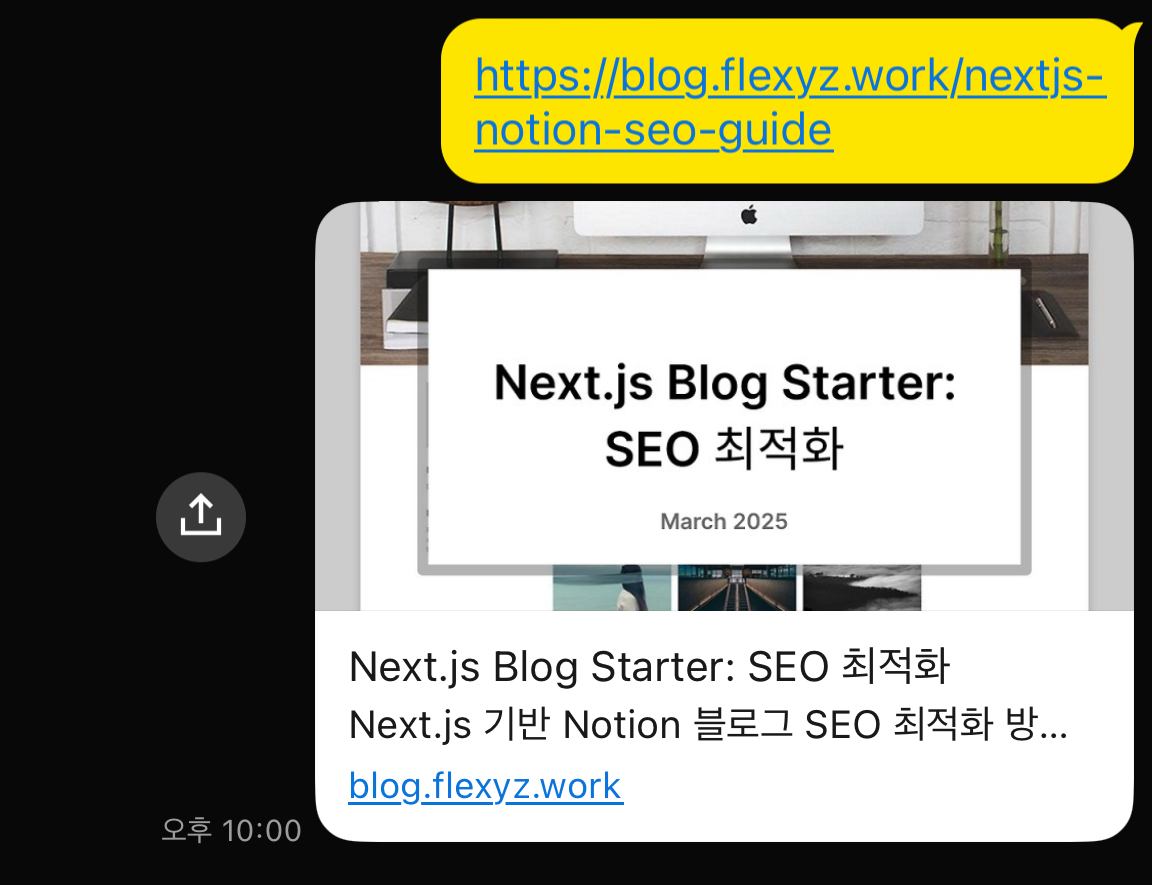 https://blog.flexyz.work/nextjs-
notion-seo-guide
Next.js Blog Starter:
SEO 최적화
March 2025
Next.js Blog Starter: SEO 최적화
Next.js 기반 Notion 블로그 SEO 최적화 방...
blog.flexyz.work
오후 10:00